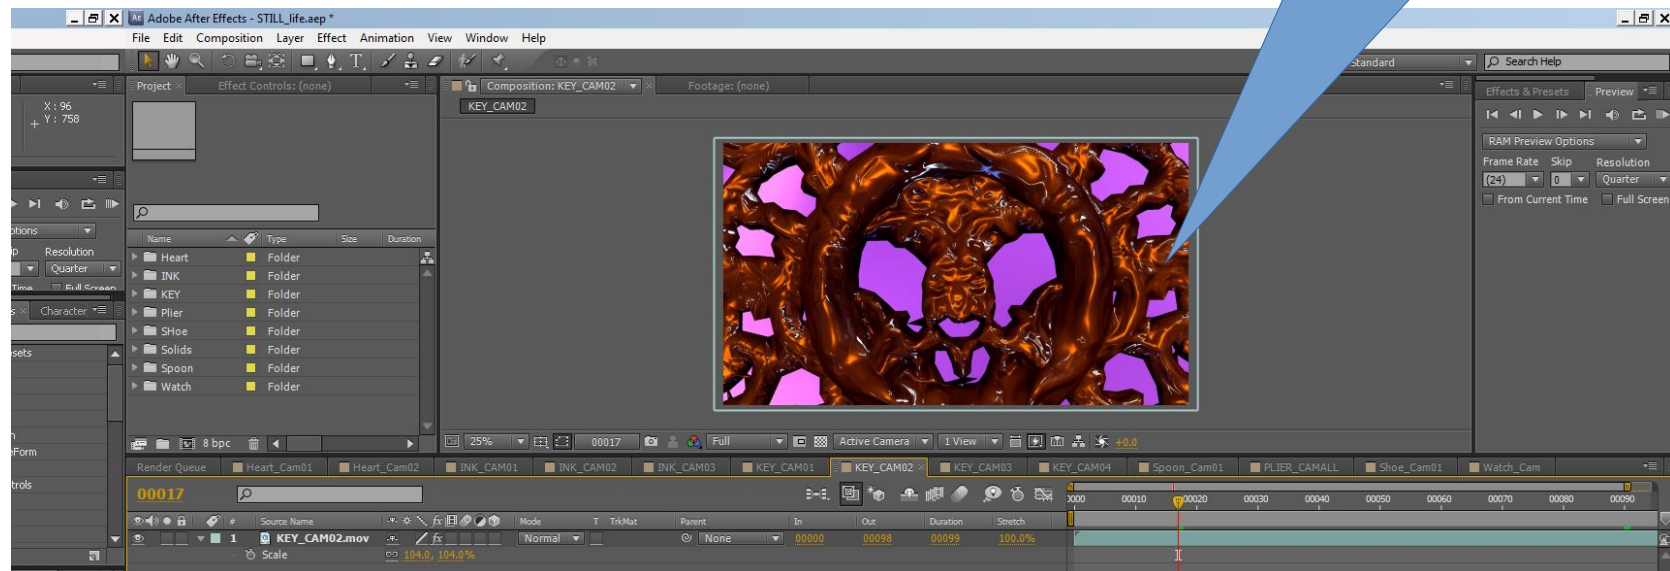 Adobe After Effects - STILL_life.aep *
File Edit Composition Layer Effect Animation View Window Help
Standard
Search Help
Project
Effect Controls: (none)
Composition: KEY_CAM02
Footage: (none)
Effects & Presets
Preview
X : 96
Y : 758
KEY_CAM02
RAM Preview Options
Frame Rate Skip Resolution
(24) 0 Quarter
From Current Time Full Screen
Resolution
Quarter
Full Screen
Character
Name Type Size Duration
Heart Folder
INK Folder
KEY Folder
Plier Folder
SHoe Folder
Solids Folder
Spoon Folder
Watch Folder
8 bpc
25% 00017 Full Active Camera 1 View +0.0
Render Queue Heart_Cam01 Heart_Cam02 INK_CAM01 INK_CAM02 INK_CAM03 KEY_CAM01 KEY_CAM02 KEY_CAM03 KEY_CAM04 Spoon_Cam01 PLIER_CAMALL Shoe_Cam01 Watch_Cam
00017
00010 00020 00030 00040 00050 00060 00070 00080 00090
# Source Name Mode T TrkMat Parent In Out Duration Stretch
1 KEY_CAM02.mov Normal None 00000 00098 00099 100.0%
Scale 104.0, 104.0%